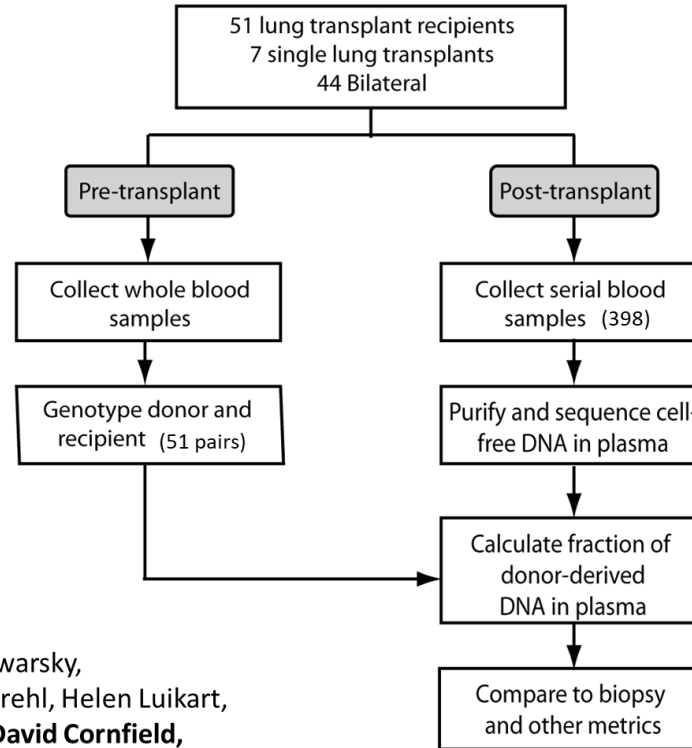 51 lung transplant recipients
7 single lung transplants
44 Bilateral
Pre-transplant
Post-transplant
Collect whole blood
samples
Collect serial blood
samples (398)
Genotype donor and
recipient (51 pairs)
Purify and sequence cell-
free DNA in plasma
Calculate fraction of
donor-derived
DNA in plasma
Compare to biopsy
and other metrics
warsky,
rehl, Helen Luikart,
David Cornfield,